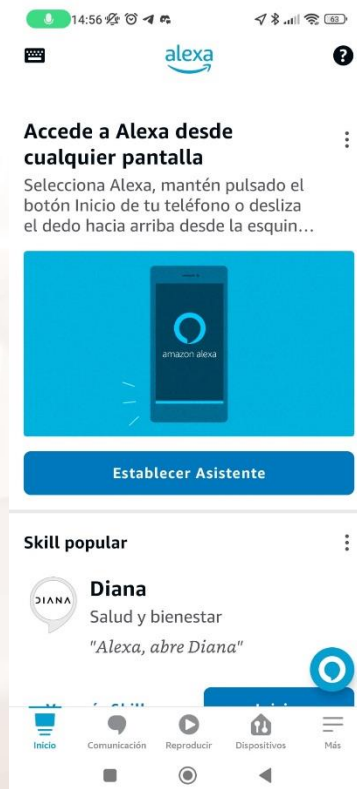 14:56
63
alexa
Accede a Alexa desde
cualquier pantalla
Selecciona Alexa, mantén pulsado el
botón Inicio de tu teléfono o desliza
el dedo hacia arriba desde la esquin...
amazon alexa
Establecer Asistente
Skill popular
DIANA
Diana
Salud y bienestar
"Alexa, abre Diana"
Inicio
Comunicación
Reproducir
Dispositivos
Más